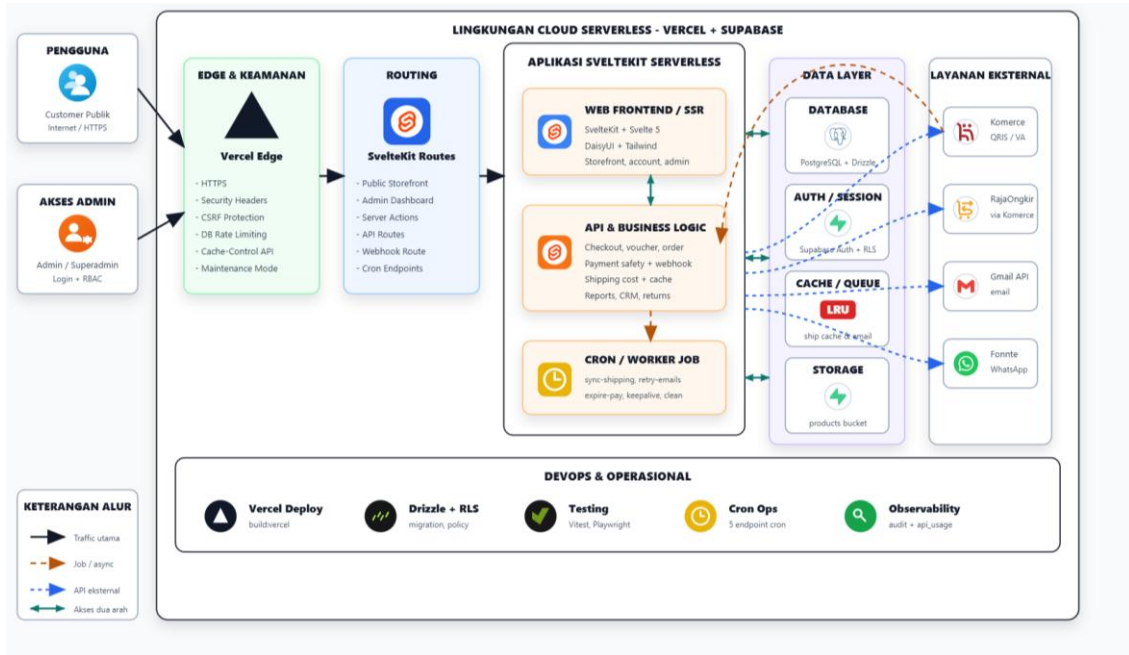 LINGKUNGAN CLOUD SERVERLESS - VERCEL + SUPABASE
PENGGUNA
Customer Publik
Internet / HTTPS
AKSES ADMIN
Admin / Superadmin
Login + RBAC
EDGE & KEAMANAN
Vercel Edge
- HTTPS
- Security Headers
- CSRF Protection
- DB Rate Limiting
- Cache-Control API
- Maintenance Mode
ROUTING
SvelteKit Routes
- Public Storefront
- Admin Dashboard
- Server Actions
- API Routes
- Webhook Route
- Cron Endpoints
APLIKASI SVELTEKIT SERVERLESS
WEB FRONTEND / SSR
SvelteKit + Svelte 5
DaisyUI + Tailwind
Storefront, account, admin
API & BUSINESS LOGIC
Checkout, voucher, order
Payment safety + webhook
Shipping cost + cache
Reports, CRM, returns
CRON / WORKER JOB
sync-shipping, retry-emails
expire-pay, keepalive, clean
DATA LAYER
DATABASE
PostgreSQL + Drizzle
AUTH / SESSION
Supabase Auth + RLS
CACHE / QUEUE
LRU
ship cache & email
STORAGE
products bucket
LAYANAN EKSTERNAL
Komerce
QRIS / VA
RajaOngkir
via Komerce
Gmail API
email
Fonnte
WhatsApp
DEVOPS & OPERASIONAL
Vercel Deploy
build:vercel
Drizzle + RLS
migration, policy
Testing
Vitest, Playwright
Cron Ops
5 endpoint cron
Observability
audit + api_usage
KETERANGAN ALUR
Traffic utama
Job / async
API eksternal
Akses dua arah